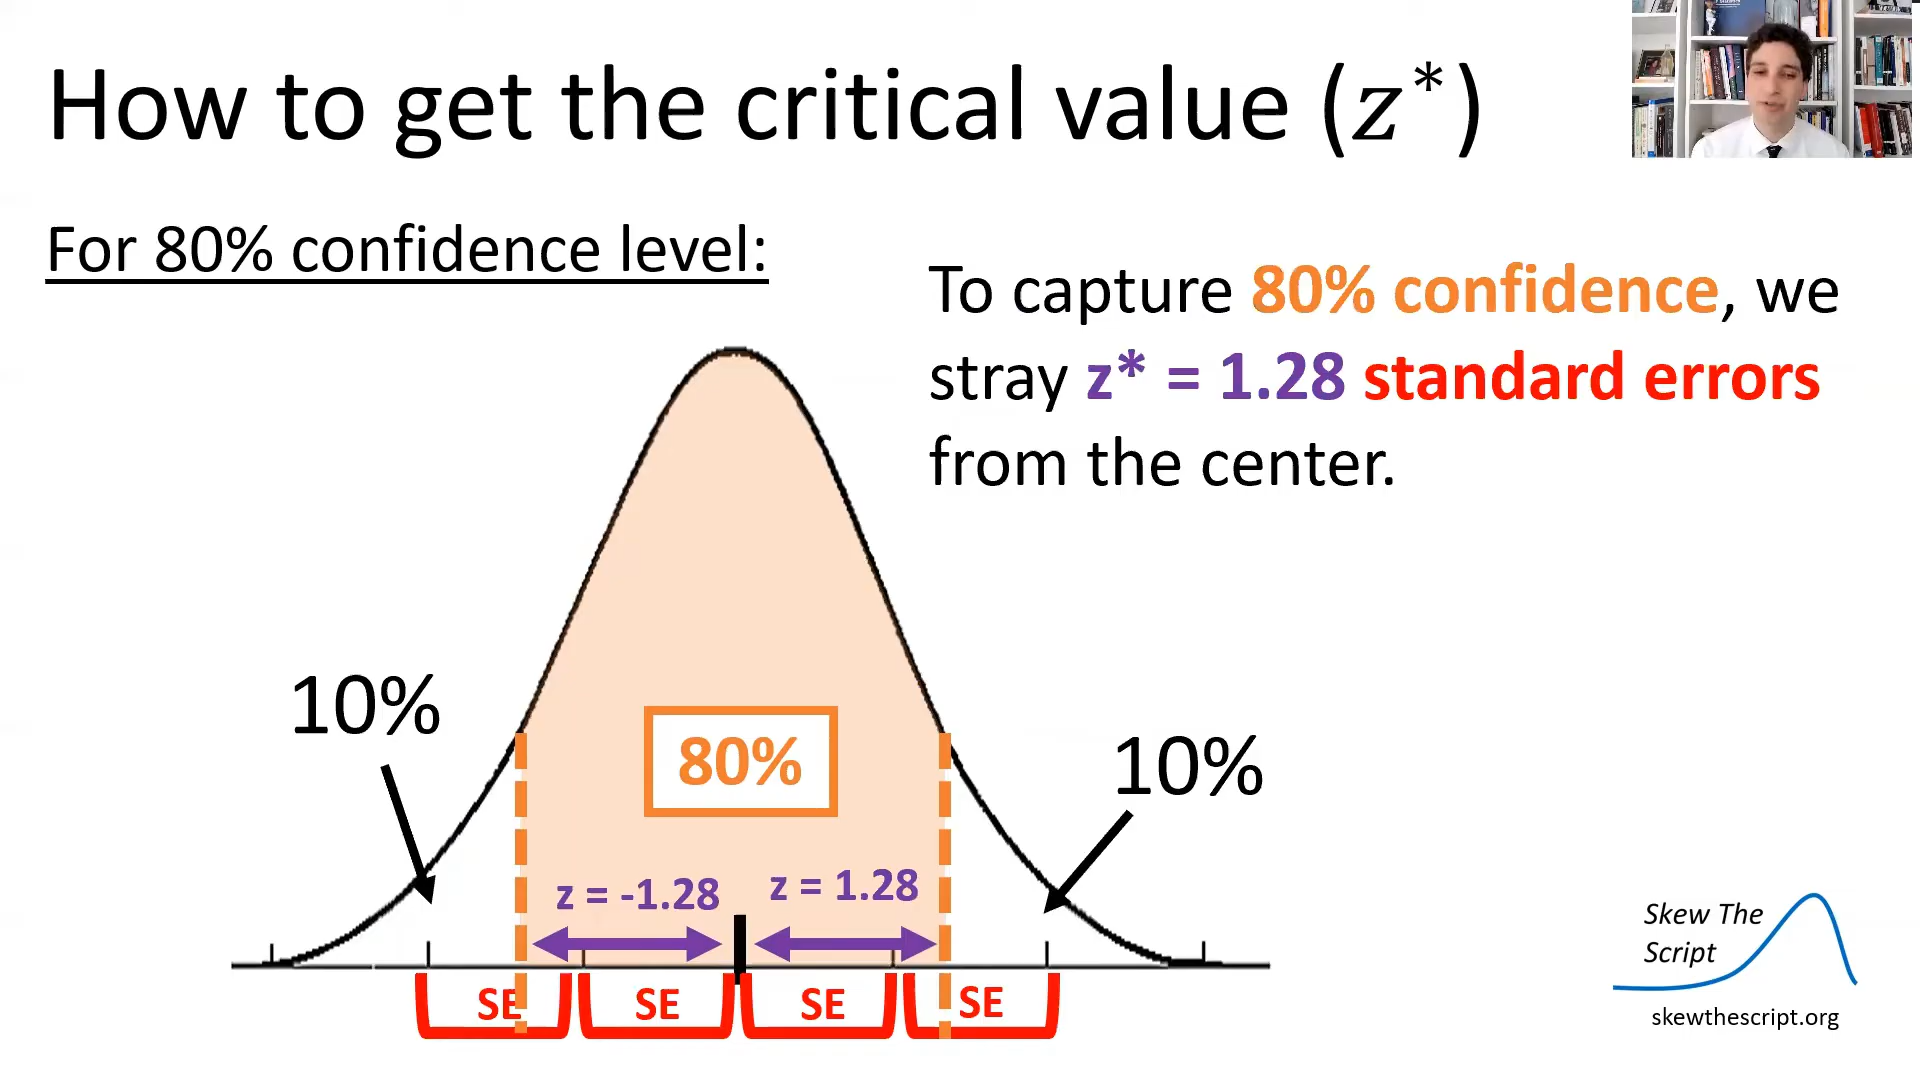 How to get the critical value (z*)
For 80% confidence level:
To capture 80% confidence, we
stray z* = 1.28 standard errors
from the center.
10%
80%
10%
z = -1.28
z = 1.28
SE
SE
SE
SE
Skew The
Script
skewthescript.org